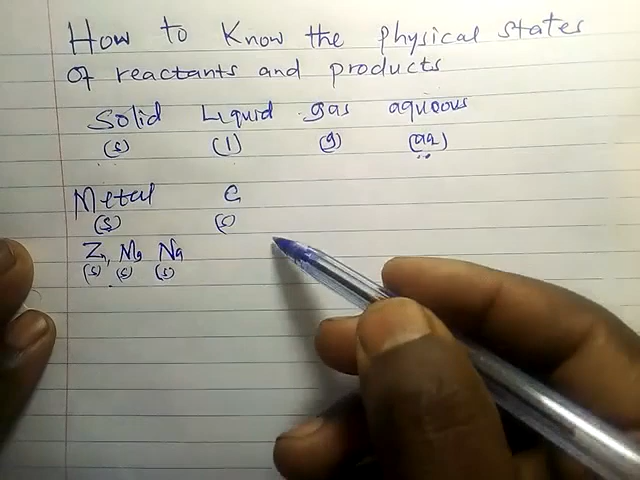 How to Know the physical states
of reactants and products
Solid Liquid gas aqueous
(s) (l) (g) (aq)
Metal C
(s) (s)
Zn, Mg Na
(s) (s) (s)